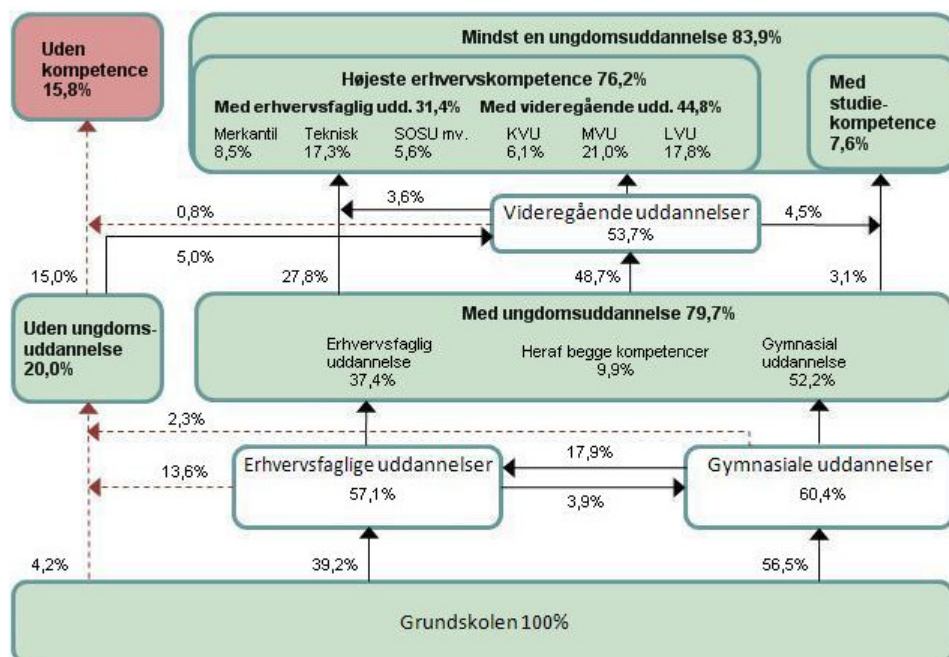 Uden
kompetence
15,8%
Mindst en ungdomsuddannelse 83,9%
Højeste erhvervskompetence 76,2%
Med erhvervsfaglig udd. 31,4%
Med videregående udd. 44,8%
Merkantil
8,5%
Teknisk
17,3%
SOSU mv.
5,6%
KVU
6,1%
MVU
21,0%
LVU
17,8%
Med
studie-
kompetence
7,6%
3,6%
0,8%
Videregående uddannelser
53,7%
4,5%
5,0%
15,0%
27,8%
48,7%
3,1%
Uden ungdoms-
uddannelse
20,0%
Med ungdomsuddannelse 79,7%
Erhvervsfaglig
uddannelse
37,4%
Heraf begge kompetencer
9,9%
Gymnasial
uddannelse
52,2%
2,3%
13,6%
Erhvervsfaglige uddannelser
57,1%
17,9%
3,9%
Gymnasiale uddannelser
60,4%
4,2%
39,2%
56,5%
Grundskolen 100%